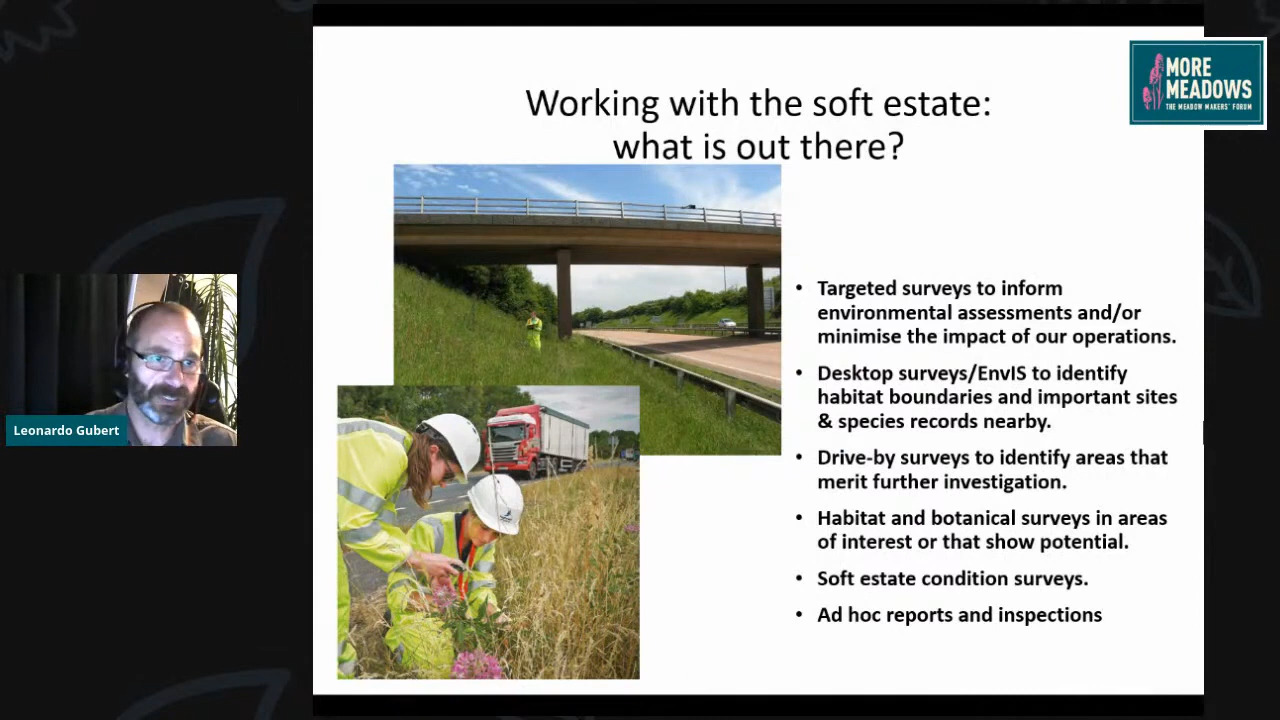 Working with the soft estate:
what is out there?
MORE
MEADOWS
THE MEADOW MAKERS' FORUM
• Targeted surveys to inform
environmental assessments and/or
minimise the impact of our operations.
• Desktop surveys/EnvIS to identify
habitat boundaries and important sites
& species records nearby.
• Drive-by surveys to identify areas that
merit further investigation.
• Habitat and botanical surveys in areas
of interest or that show potential.
• Soft estate condition surveys.
• Ad hoc reports and inspections
Leonardo Gubert